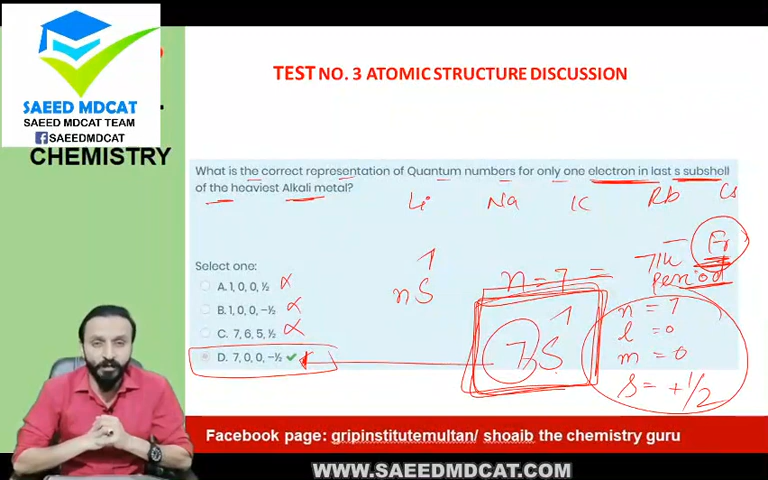 TEST NO. 3 ATOMIC STRUCTURE DISCUSSION
SAEED MDCAT
SAEED MDCAT TEAM
SAEEDMDCAT
CHEMISTRY
What is the correct representation of Quantum numbers for only one electron in last s subshell
of the heaviest Alkali metal?
Li Na K Rb Cs
Fr
7th
period
Select one:
A. 1, 0, 0, ½
B. 1, 0, 0, –½
C. 7, 6, 5, ½
D. 7, 0, 0, –½
nS¹
n = 7
7S¹
n = 7
l = 0
m = 0
S = +1/2
Facebook page: gripinstitutemultan/ shoaib the chemistry guru
WWW.SAEEDMDCAT.COM